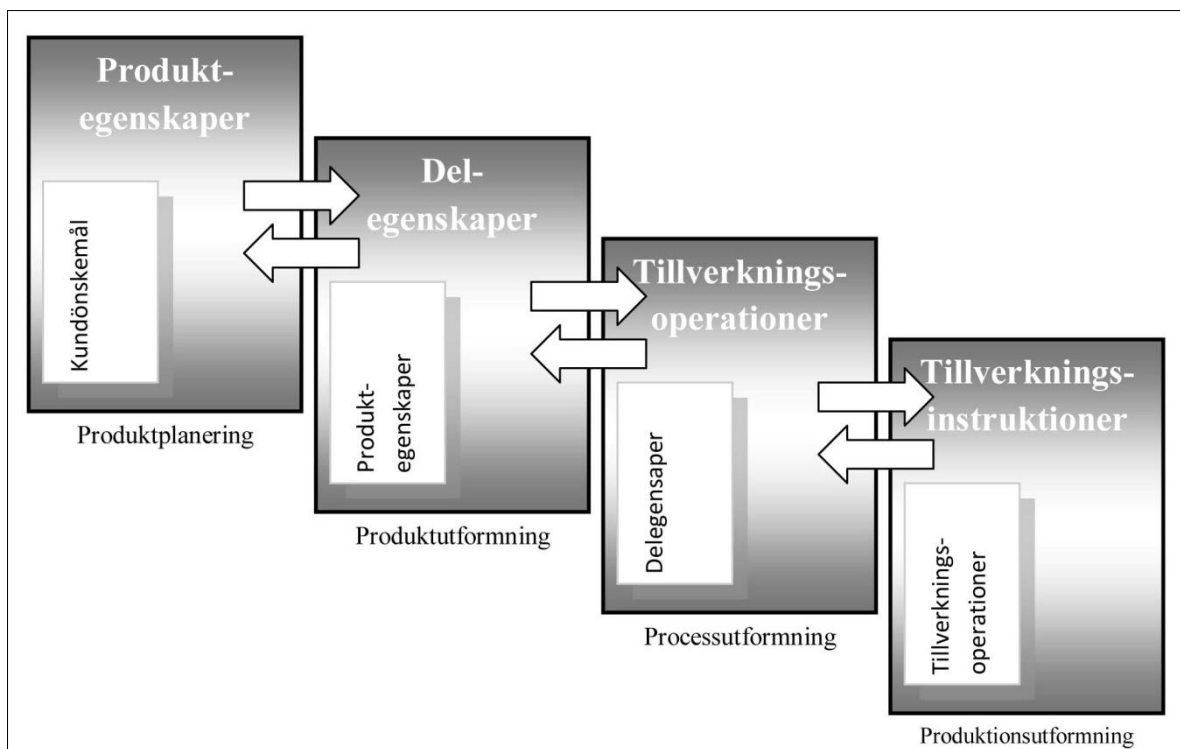 Produkt-
egenskaper
Kundönskemål
Produktplanering
Del-
egenskaper
Produkt-
egenskaper
Produktutformning
Tillverknings-
operationer
Delegensaper
Processutformning
Tillverknings-
instruktioner
Tillverknings-
operationer
Produktionsutformning